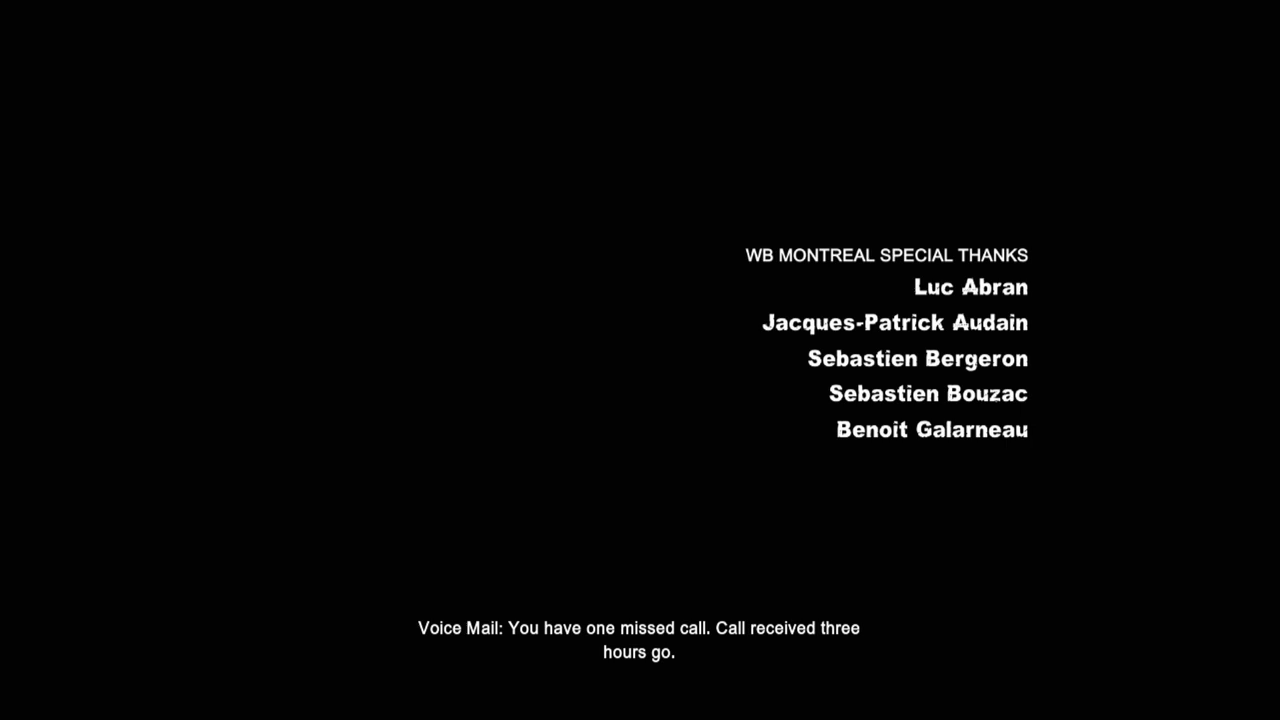 WB MONTREAL SPECIAL THANKS
Luc Abran
Jacques-Patrick Audain
Sebastien Bergeron
Sebastien Bouzac
Benoit Galarneau
Voice Mail: You have one missed call. Call received three
hours go.